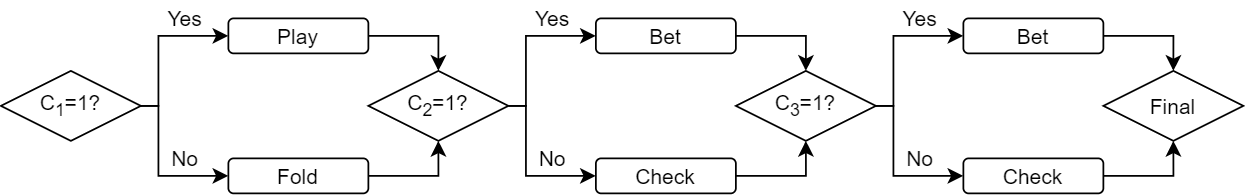 Yes
Play
C₁=1?
No
Fold
C₂=1?
Yes
Bet
No
Check
C₃=1?
Yes
Bet
No
Check
Final